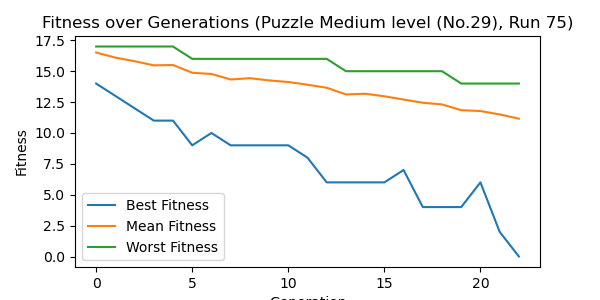 Fitness over Generations (Puzzle Medium level (No.29), Run 75)
17.5
15.0
12.5
10.0
7.5
5.0
2.5
0.0
Fitness
Best Fitness
Mean Fitness
Worst Fitness
0 5 10 15 20
Generation